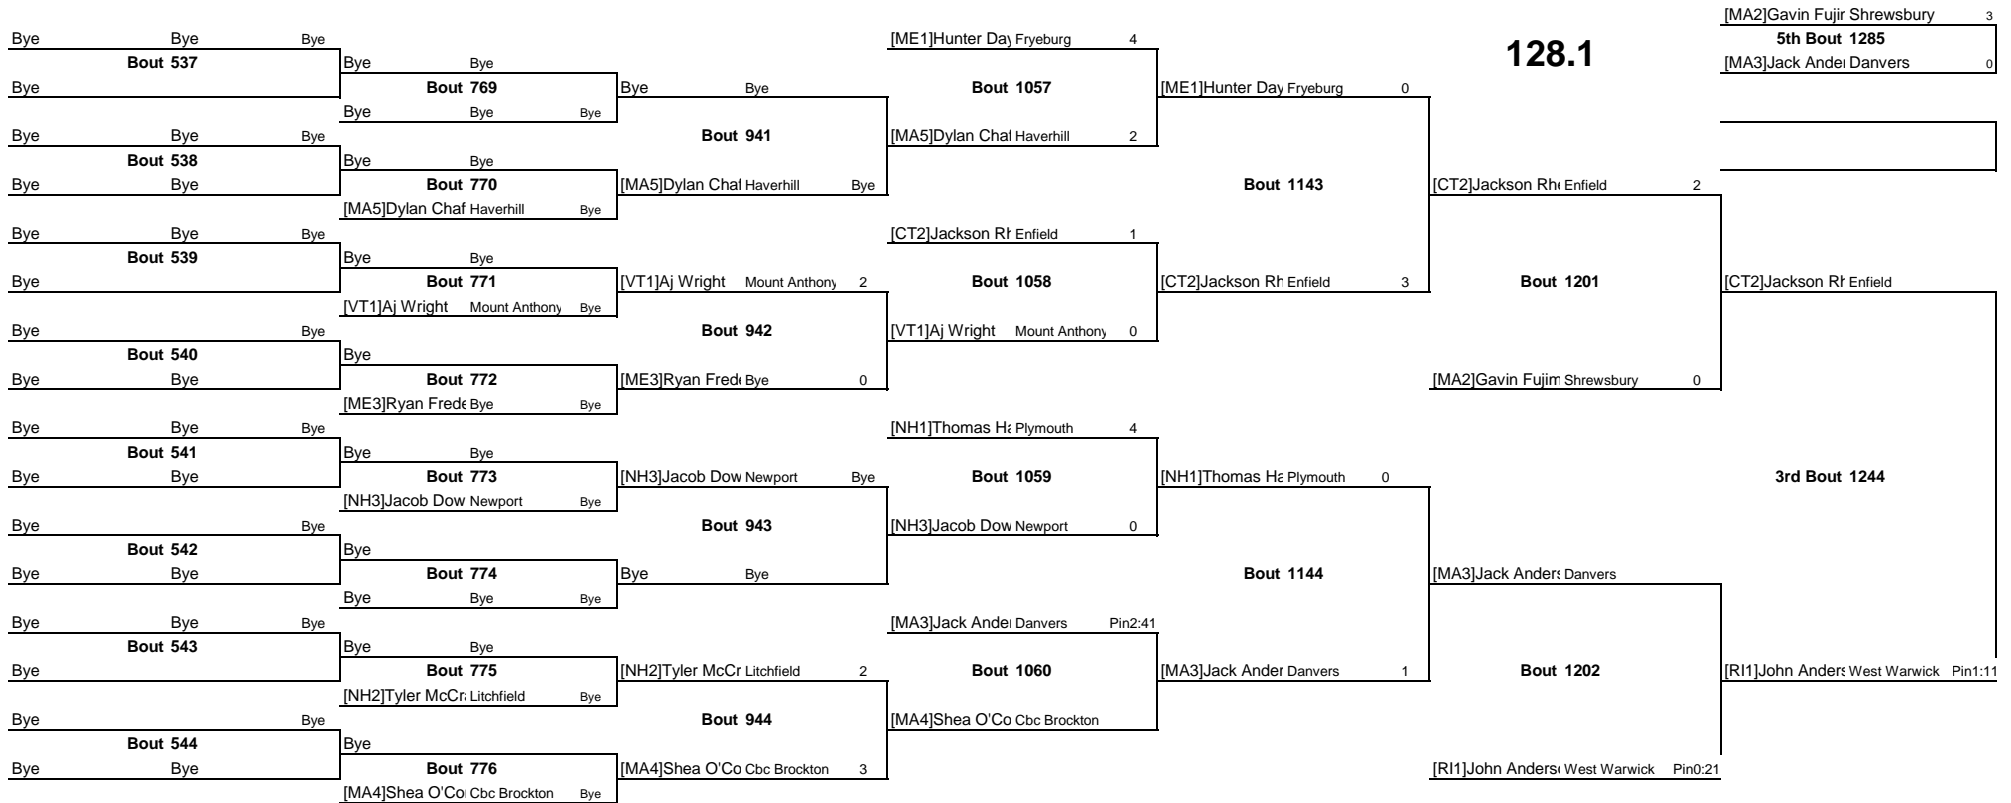 [MA2]Gavin Fujir Shrewsbury 3
Bye Bye Bye [ME1]Hunter Day Fryeburg 4 128.1 5th Bout 1285
Bout 537 Bye Bye [MA3]Jack Ander Danvers 0
Bye Bout 769 Bye Bye Bout 1057 [ME1]Hunter Day Fryeburg 0
Bye Bye Bye
Bye Bye Bye Bout 941 [MA5]Dylan Chaf Haverhill 2
Bout 538 Bye Bye
Bye Bye Bout 770 [MA5]Dylan Chaf Haverhill Bye Bout 1143 [CT2]Jackson Rho Enfield 2
[MA5]Dylan Chaf Haverhill Bye
Bye Bye Bye [CT2]Jackson Rh Enfield 1
Bout 539 Bye Bye
Bye Bout 771 [VT1]Aj Wright Mount Anthony 2 Bout 1058 [CT2]Jackson Rh Enfield 3 Bout 1201 [CT2]Jackson Rh Enfield
[VT1]Aj Wright Mount Anthony Bye
Bye Bye Bout 942 [VT1]Aj Wright Mount Anthony 0
Bout 540 Bye
Bye Bye Bout 772 [ME3]Ryan Frede Bye 0 [MA2]Gavin Fujim Shrewsbury 0
[ME3]Ryan Frede Bye Bye
Bye Bye Bye [NH1]Thomas Ha Plymouth 4
Bout 541 Bye Bye
Bye Bye Bout 773 [NH3]Jacob Dow Newport Bye Bout 1059 [NH1]Thomas Ha Plymouth 0 3rd Bout 1244
[NH3]Jacob Dow Newport Bye
Bye Bye Bout 943 [NH3]Jacob Dow Newport 0
Bout 542 Bye
Bye Bye Bout 774 Bye Bye Bout 1144 [MA3]Jack Anders Danvers
Bye Bye Bye
Bye Bye Bye [MA3]Jack Ander Danvers Pin2:41
Bout 543 Bye Bye
Bye Bout 775 [NH2]Tyler McCr Litchfield 2 Bout 1060 [MA3]Jack Ander Danvers 1 Bout 1202 [RI1]John Anders West Warwick Pin1:11
[NH2]Tyler McCra Litchfield Bye
Bye Bye Bout 944 [MA4]Shea O'Co Cbc Brockton
Bout 544 Bye
Bye Bye Bout 776 [MA4]Shea O'Co Cbc Brockton 3 [RI1]John Anders West Warwick Pin0:21
[MA4]Shea O'Co Cbc Brockton Bye